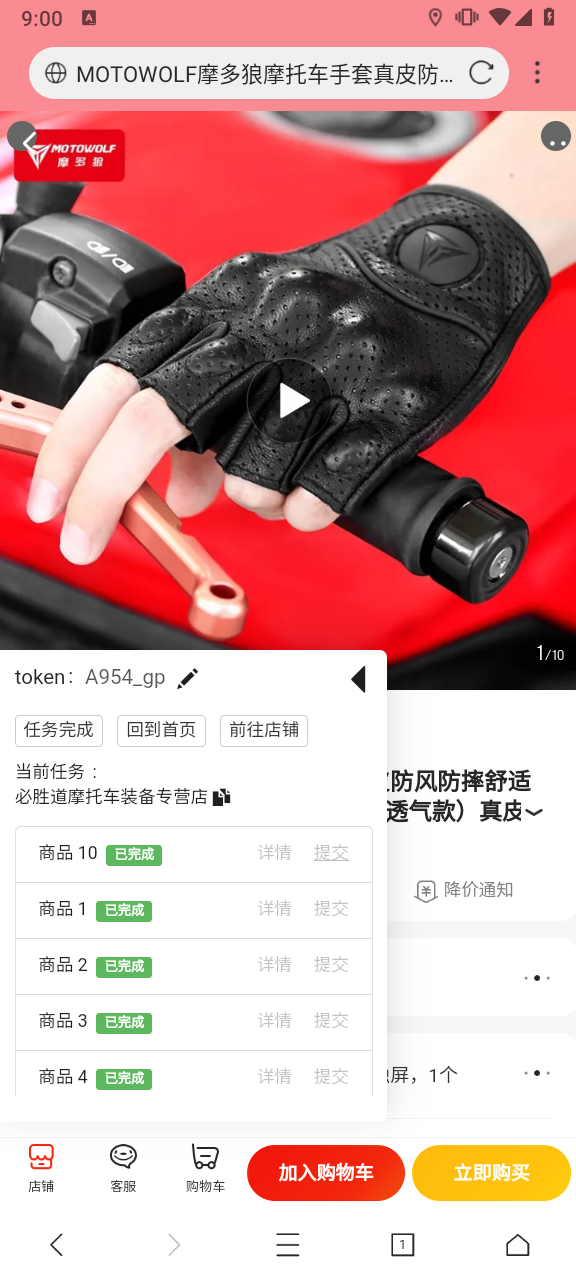 9:00 A
MOTOWOLF摩多狼摩托车手套真皮防...
MOTOWOLF
摩多狼
1/10
token: A954_gp
任务完成 回到首页 前往店铺
当前任务：
必胜道摩托车装备专营店
防风防摔舒适
透气款）真皮
降价通知
商品 10 已完成 详情 提交
商品 1 已完成 详情 提交
商品 2 已完成 详情 提交
商品 3 已完成 详情 提交
商品 4 已完成 详情 提交
屏，1个
店铺 客服 购物车 加入购物车 立即购买
1